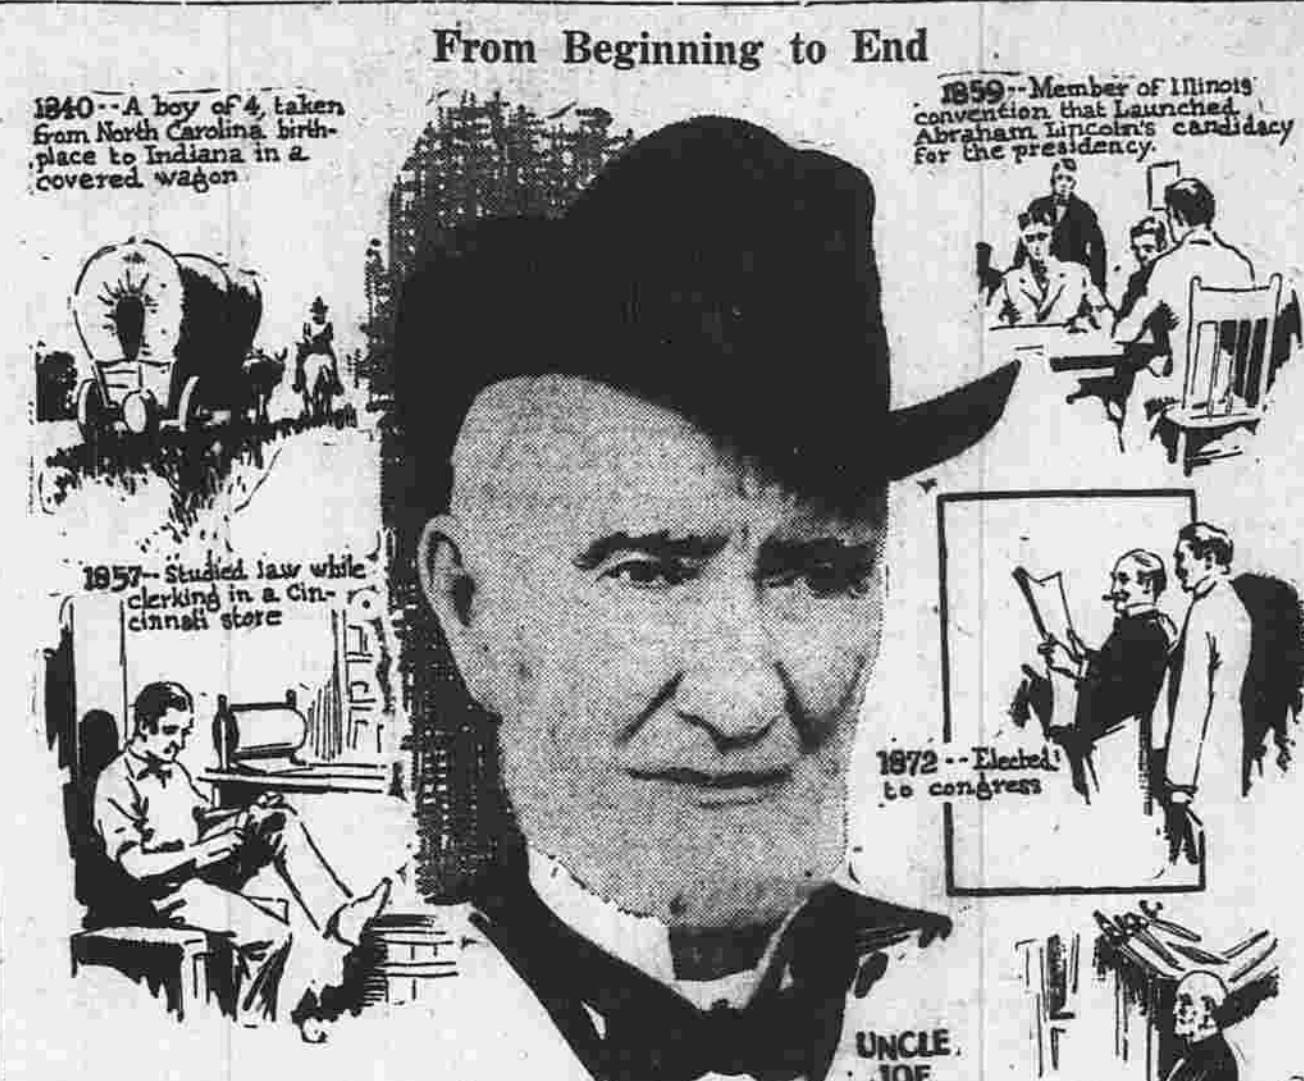 From Beginning to End
1840--A boy of 4, taken
from North Carolina birth-
place to Indiana in a
covered wagon
1859--Member of Illinois
convention that Launched
Abraham Lincoln's candidacy
for the presidency.
1857--Studied law while
clerking in a Cin-
cinnati store
1872--Elected
to congress
UNCLE
JOE